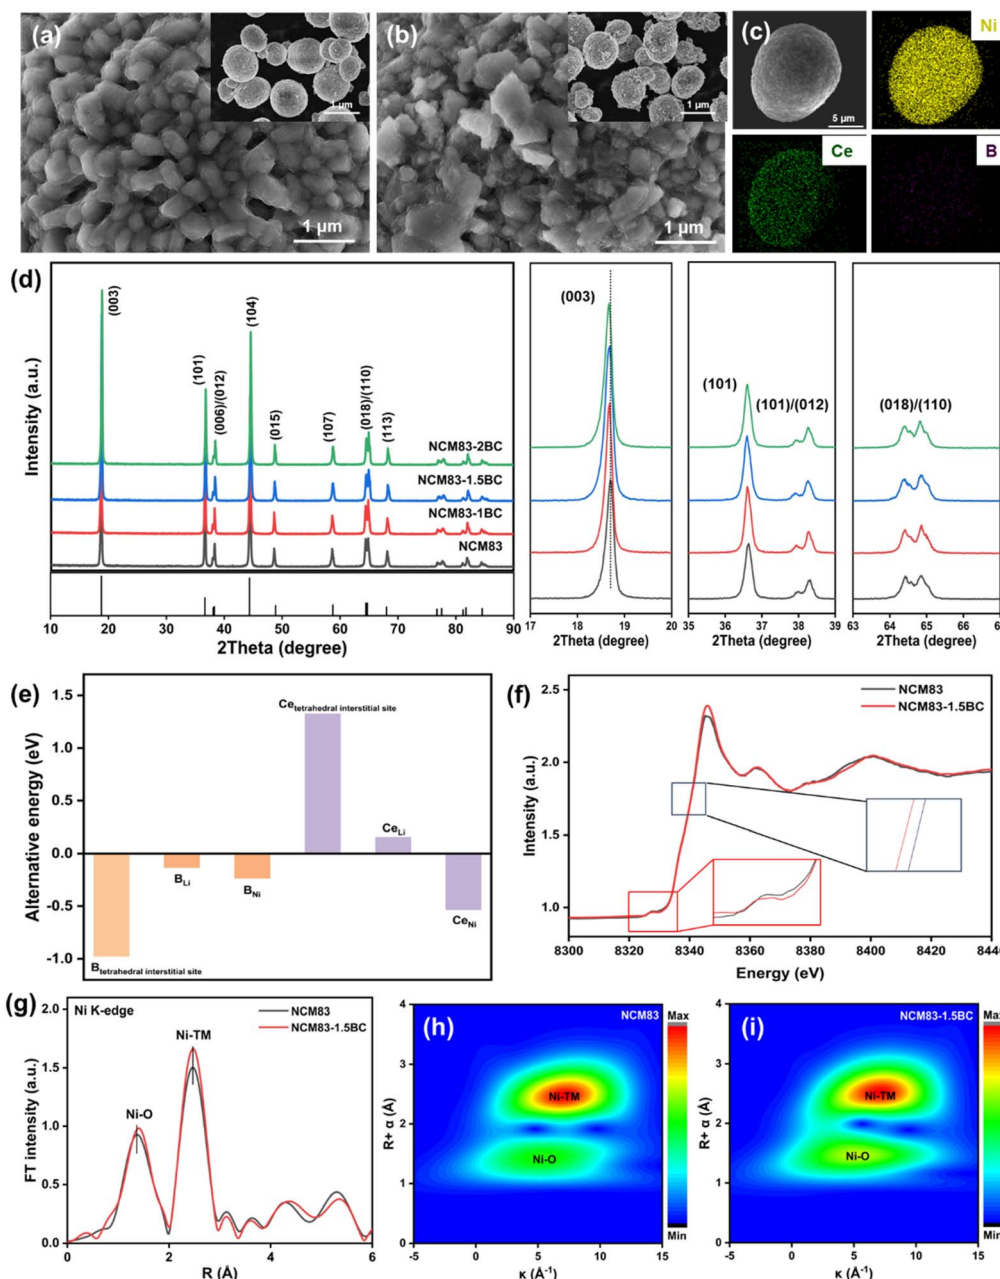 (a)
1 μm
1 μm
(b)
1 μm
1 μm
(c)
5 μm
Ni
Ce
B
(d)
Intensity (a.u.)
(003)
(101)
(006)/(012)
(104)
(015)
(107)
(018)/(110)
(113)
NCM83-2BC
NCM83-1.5BC
NCM83-1BC
NCM83
10 20 30 40 50 60 70 80 90
2Theta (degree)
(003)
17 18 19 20
2Theta (degree)
(101)
(101)/(012)
35 36 37 38 39
2Theta (degree)
(018)/(110)
63 64 65 66 6
2Theta (degree)
(e)
Alternative energy (eV)
1.5
1.0
0.5
0.0
-0.5
-1.0
B tetrahedral interstitial site
B Li
B Ni
Ce tetrahedral interstitial site
Ce Li
Ce Ni
(f)
Intensity (a.u.)
2.5
2.0
1.5
1.0
NCM83
NCM83-1.5BC
8300 8320 8340 8360 8380 8400 8420 8440
Energy (eV)
(g)
Ni K-edge
NCM83
NCM83-1.5BC
FT intensity (a.u.)
2.0
1.5
1.0
0.5
0.0
Ni-O
Ni-TM
0 2 4 6
R (Å)
(h)
NCM83
Max
Min
R+ α (Å)
4
3
2
1
0
Ni-TM
Ni-O
-5 0 5 10 15
κ (Å-1)
(i)
NCM83-1.5BC
Max
Min
R+ α (Å)
4
3
2
1
0
Ni-TM
Ni-O
-5 0 5 10 15
κ (Å-1)